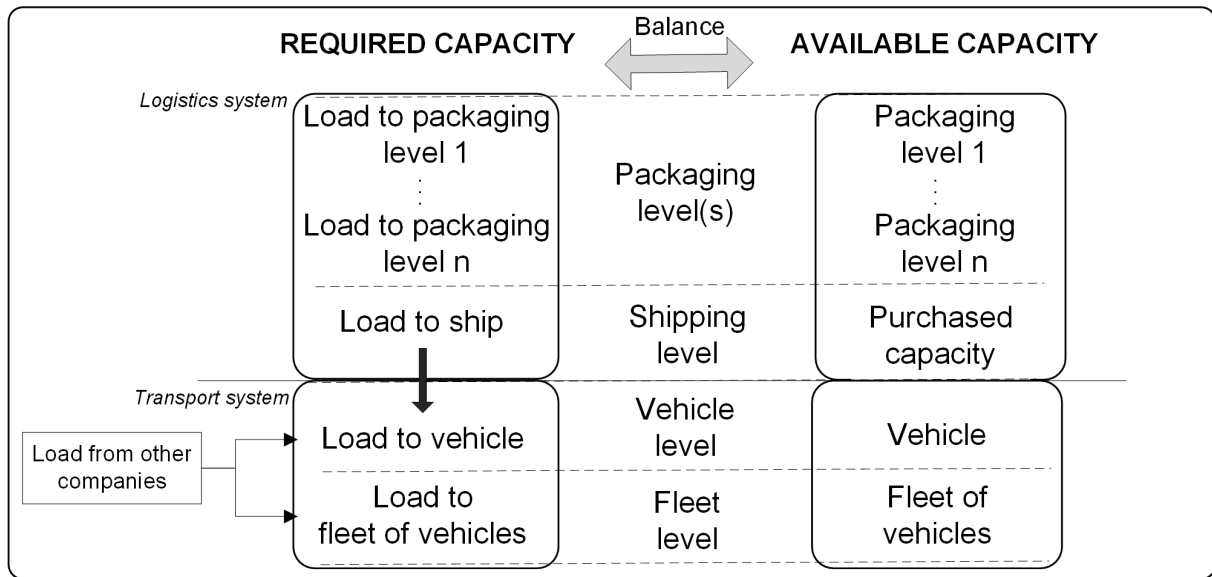 Balance
REQUIRED CAPACITY
AVAILABLE CAPACITY
Logistics system
Load to packaging
level 1
Load to packaging
level n
Packaging
level(s)
Packaging
level 1
Packaging
level n
Load to ship
Shipping
level
Purchased
capacity
Transport system
Load from other
companies
Load to vehicle
Vehicle
level
Vehicle
Load to
fleet of vehicles
Fleet
level
Fleet of
vehicles